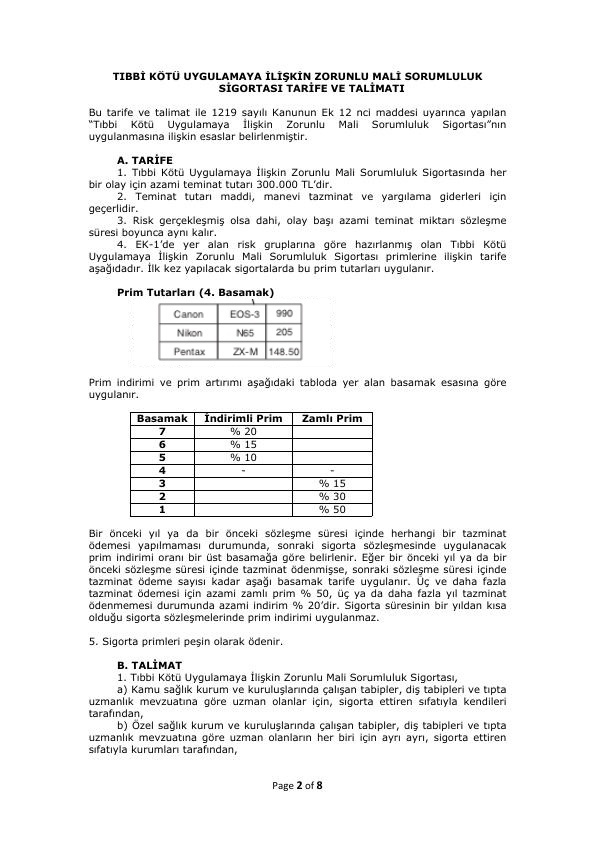 TIBBİ KÖTÜ UYGULAMAYA İLİŞKİN ZORUNLU MALİ SORUMLULUK
SİGORTASI TARİFE VE TALİMATI
Bu tarife ve talimat ile 1219 sayılı Kanunun Ek 12 nci maddesi uyarınca yapılan
“Tıbbi Kötü Uygulamaya İlişkin Zorunlu Mali Sorumluluk Sigortası”nın
uygulanmasına ilişkin esaslar belirlenmiştir.
A. TARİFE
1. Tıbbi Kötü Uygulamaya İlişkin Zorunlu Mali Sorumluluk Sigortasında her
bir olay için azami teminat tutarı 300.000 TL’dir.
2. Teminat tutarı maddi, manevi tazminat ve yargılama giderleri için
geçerlidir.
3. Risk gerçekleşmiş olsa dahi, olay başı azami teminat miktarı sözleşme
süresi boyunca aynı kalır.
4. EK-1’de yer alan risk gruplarına göre hazırlanmış olan Tıbbi Kötü
Uygulamaya İlişkin Zorunlu Mali Sorumluluk Sigortası primlerine ilişkin tarife
aşağıdadır. İlk kez yapılacak sigortalarda bu prim tutarları uygulanır.
Prim Tutarları (4. Basamak)
Canon EOS-3 990
Nikon N65 205
Pentax ZX-M 148.50
Prim indirimi ve prim artırımı aşağıdaki tabloda yer alan basamak esasına göre
uygulanır.
Basamak İndirimli Prim Zamlı Prim
7 % 20
6 % 15
5 % 10
4 - -
3 % 15
2 % 30
1 % 50
Bir önceki yıl ya da bir önceki sözleşme süresi içinde herhangi bir tazminat
ödemesi yapılmaması durumunda, sonraki sigorta sözleşmesinde uygulanacak
prim indirimi oranı bir üst basamağa göre belirlenir. Eğer bir önceki yıl ya da bir
önceki sözleşme süresi içinde tazminat ödenmişse, sonraki sözleşme süresi içinde
tazminat ödeme sayısı kadar aşağı basamak tarife uygulanır. Üç ve daha fazla
tazminat ödemesi için azami zamlı prim % 50, üç ya da daha fazla yıl tazminat
ödenmemesi durumunda azami indirim % 20’dir. Sigorta süresinin bir yıldan kısa
olduğu sigorta sözleşmelerinde prim indirimi uygulanmaz.
5. Sigorta primleri peşin olarak ödenir.
B. TALİMAT
1. Tıbbi Kötü Uygulamaya İlişkin Zorunlu Mali Sorumluluk Sigortası,
a) Kamu sağlık kurum ve kuruluşlarında çalışan tabipler, diş tabipleri ve tıpta
uzmanlık mevzuatına göre uzman olanlar için, sigorta ettiren sıfatıyla kendileri
tarafından,
b) Özel sağlık kurum ve kuruluşlarında çalışan tabipler, diş tabipleri ve tıpta
uzmanlık mevzuatına göre uzman olanların her biri için ayrı ayrı, sigorta ettiren
sıfatıyla kurumları tarafından,
Page 2 of 8